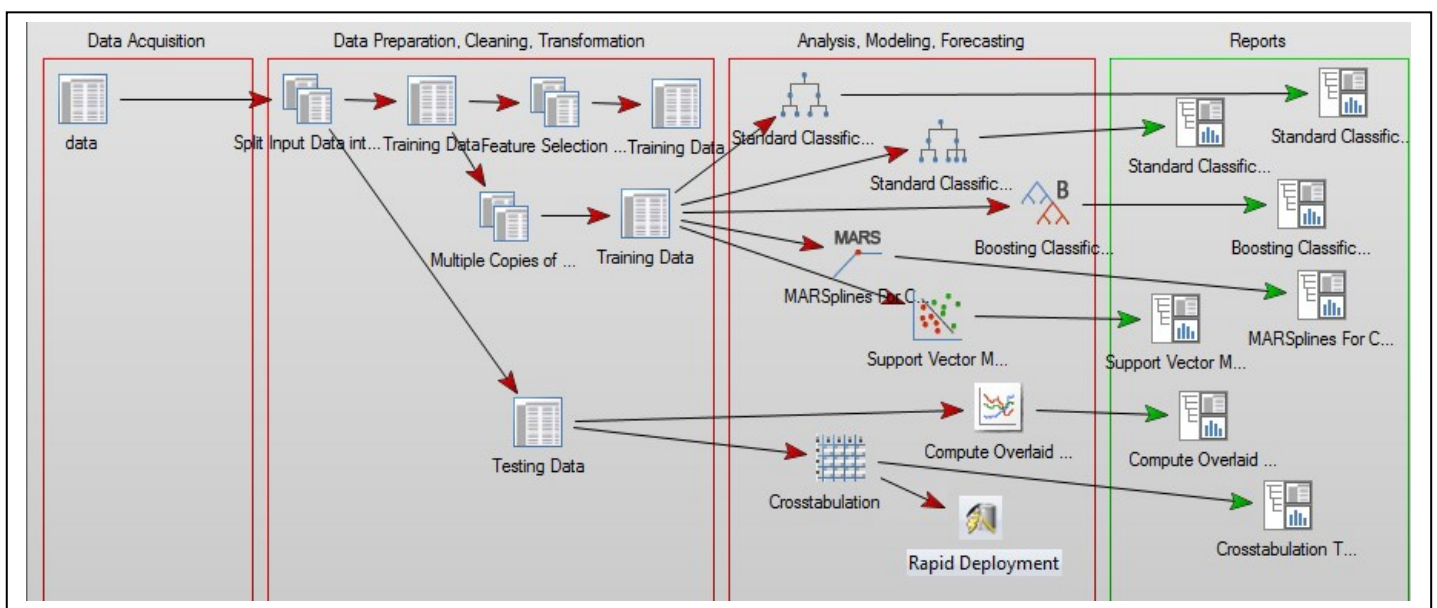 Data Acquisition
Data Preparation, Cleaning, Transformation
Analysis, Modeling, Forecasting
Reports
data
Split Input Data int...
Training Data
Feature Selection ...
Training Data
Multiple Copies of ...
Training Data
Testing Data
Standard Classific...
Standard Classific...
B
Boosting Classific...
MARS
MARSplines For C...
Support Vector M...
Compute Overlaid ...
Crosstabulation
Rapid Deployment
Standard Classific...
Standard Classific...
Boosting Classific...
MARSplines For C...
Support Vector M...
Compute Overlaid ...
Crosstabulation T...